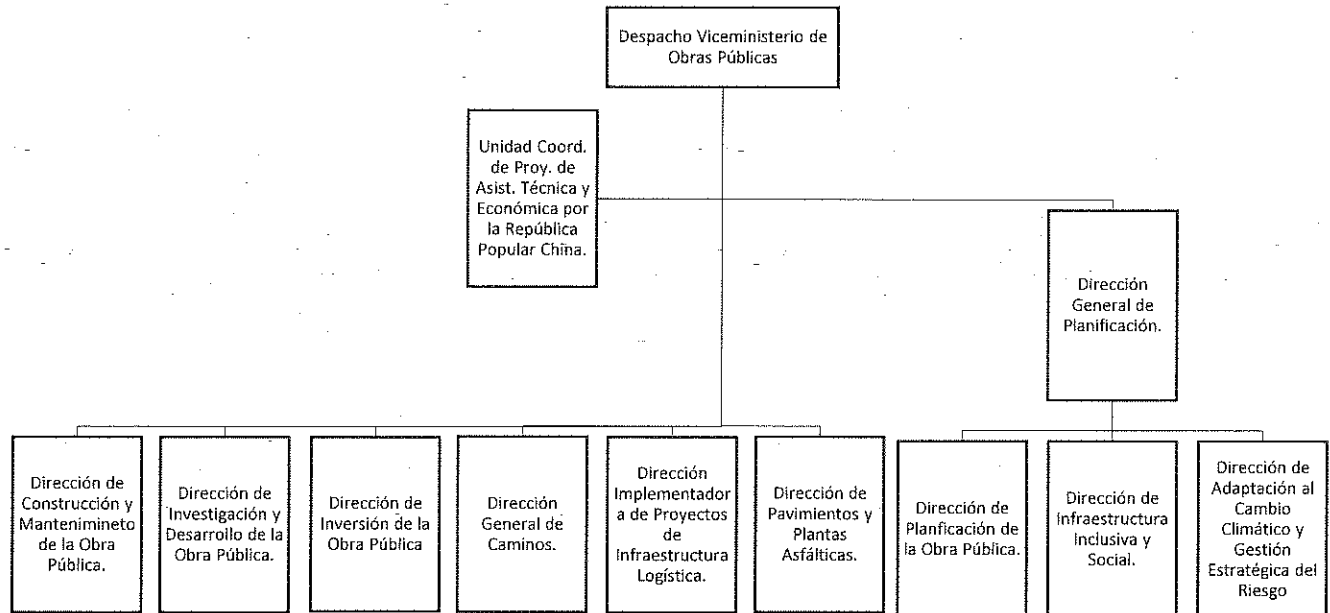 Despacho Viceministerio de
Obras Públicas
Unidad Coord.
de Proy. de
Asist. Técnica y
Económica por
la República
Popular China.
Dirección
General de
Planificación.
Dirección de
Construcción y
Mantenimineto
de la Obra
Pública.
Dirección de
Investigación y
Desarrollo de la
Obra Pública.
Dirección de
Inversión de la
Obra Pública
Dirección
General de
Caminos.
Dirección
Implementador
a de Proyectos
de
Infraestructura
Logística.
Dirección de
Pavimientos y
Plantas
Asfálticas.
Dirección de
Planficación de
la Obra Pública.
Dirección de
Infraestructura
Inclusiva y
Social.
Dirección de
Adaptación al
Cambio
Climático y
Gestión
Estratégica del
Riesgo